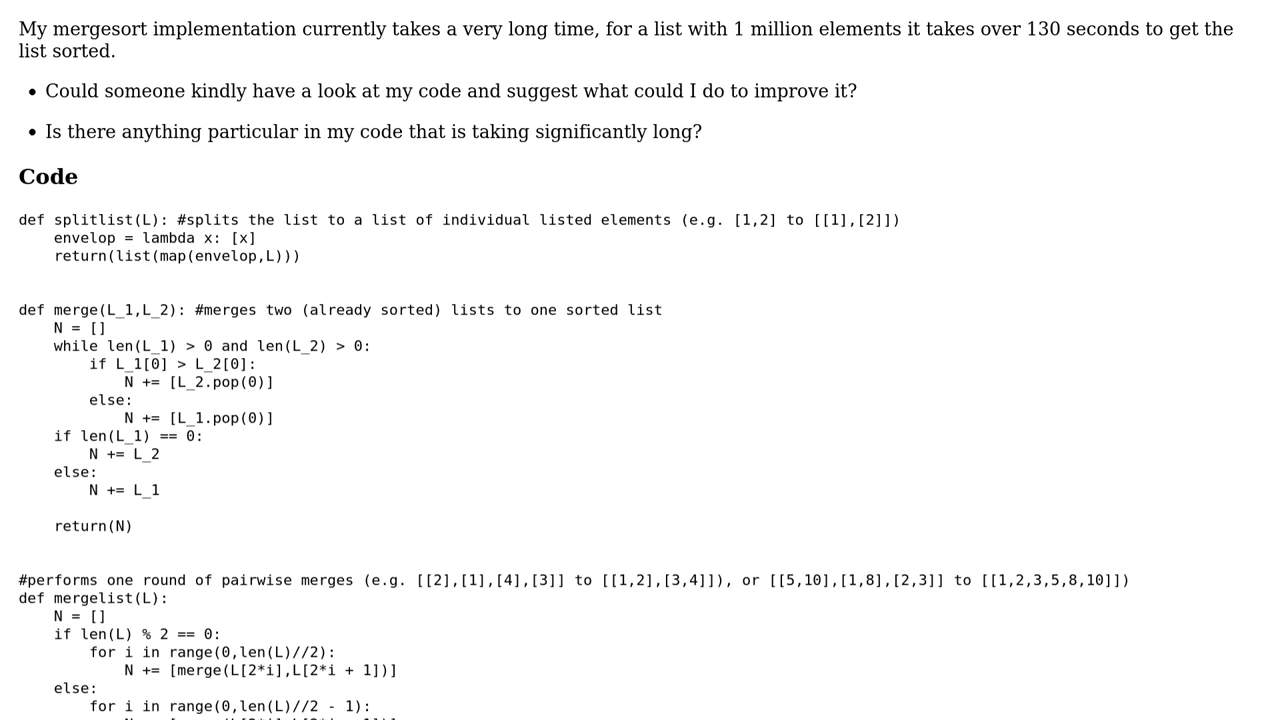 My mergesort implementation currently takes a very long time, for a list with 1 million elements it takes over 130 seconds to get the
list sorted.
• Could someone kindly have a look at my code and suggest what could I do to improve it?
• Is there anything particular in my code that is taking significantly long?
Code
def splitlist(L): #splits the list to a list of individual listed elements (e.g. [1,2] to [[1],[2]])
    envelop = lambda x: [x]
    return(list(map(envelop,L)))
def merge(L_1,L_2): #merges two (already sorted) lists to one sorted list
    N = []
    while len(L_1) > 0 and len(L_2) > 0:
        if L_1[0] > L_2[0]:
            N += [L_2.pop(0)]
        else:
            N += [L_1.pop(0)]
    if len(L_1) == 0:
        N += L_2
    else:
        N += L_1
    return(N)
#performs one round of pairwise merges (e.g. [[2],[1],[4],[3]] to [[1,2],[3,4]]), or [[5,10],[1,8],[2,3]] to [[1,2,3,5,8,10]])
def mergelist(L):
    N = []
    if len(L) % 2 == 0:
        for i in range(0,len(L)//2):
            N += [merge(L[2*i],L[2*i + 1])]
    else:
        for i in range(0,len(L)//2 - 1):